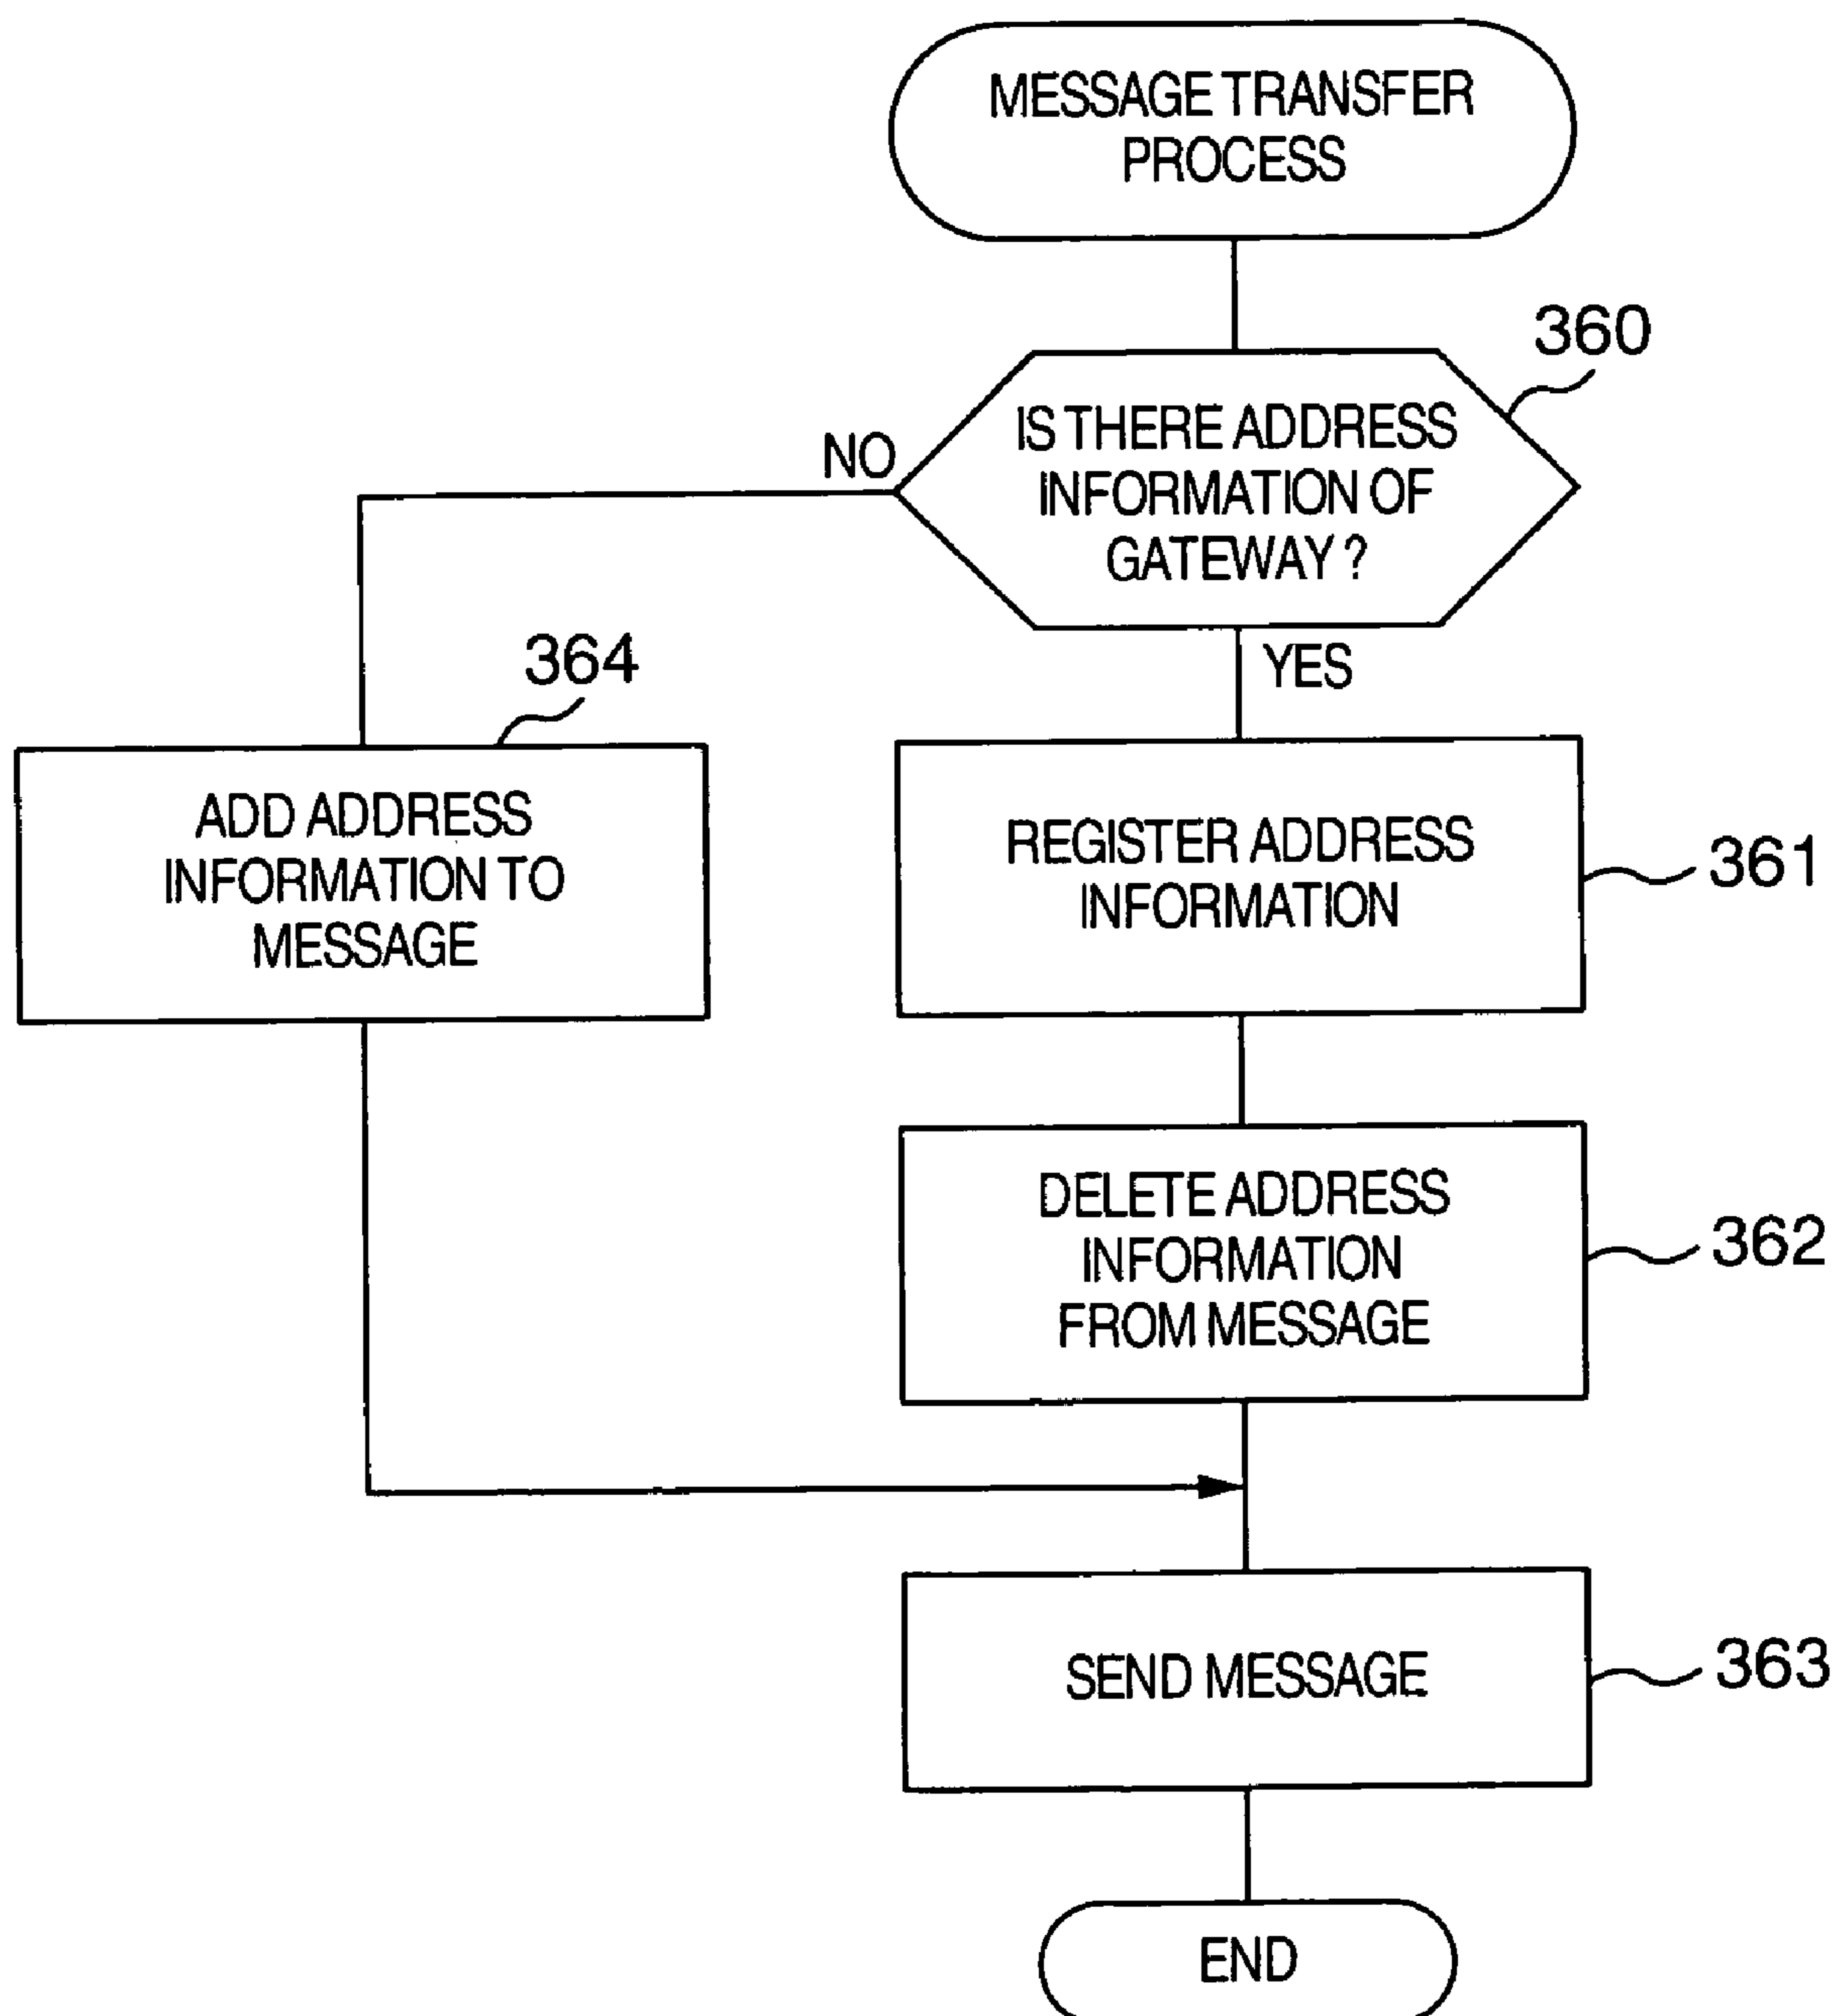 MESSAGE TRANSFER
PROCESS
360
IS THERE ADDRESS
INFORMATION OF
GATEWAY ?
NO
YES
364
ADD ADDRESS
INFORMATION TO
MESSAGE
REGISTER ADDRESS
INFORMATION
361
DELETE ADDRESS
INFORMATION
FROM MESSAGE
362
SEND MESSAGE
363
END